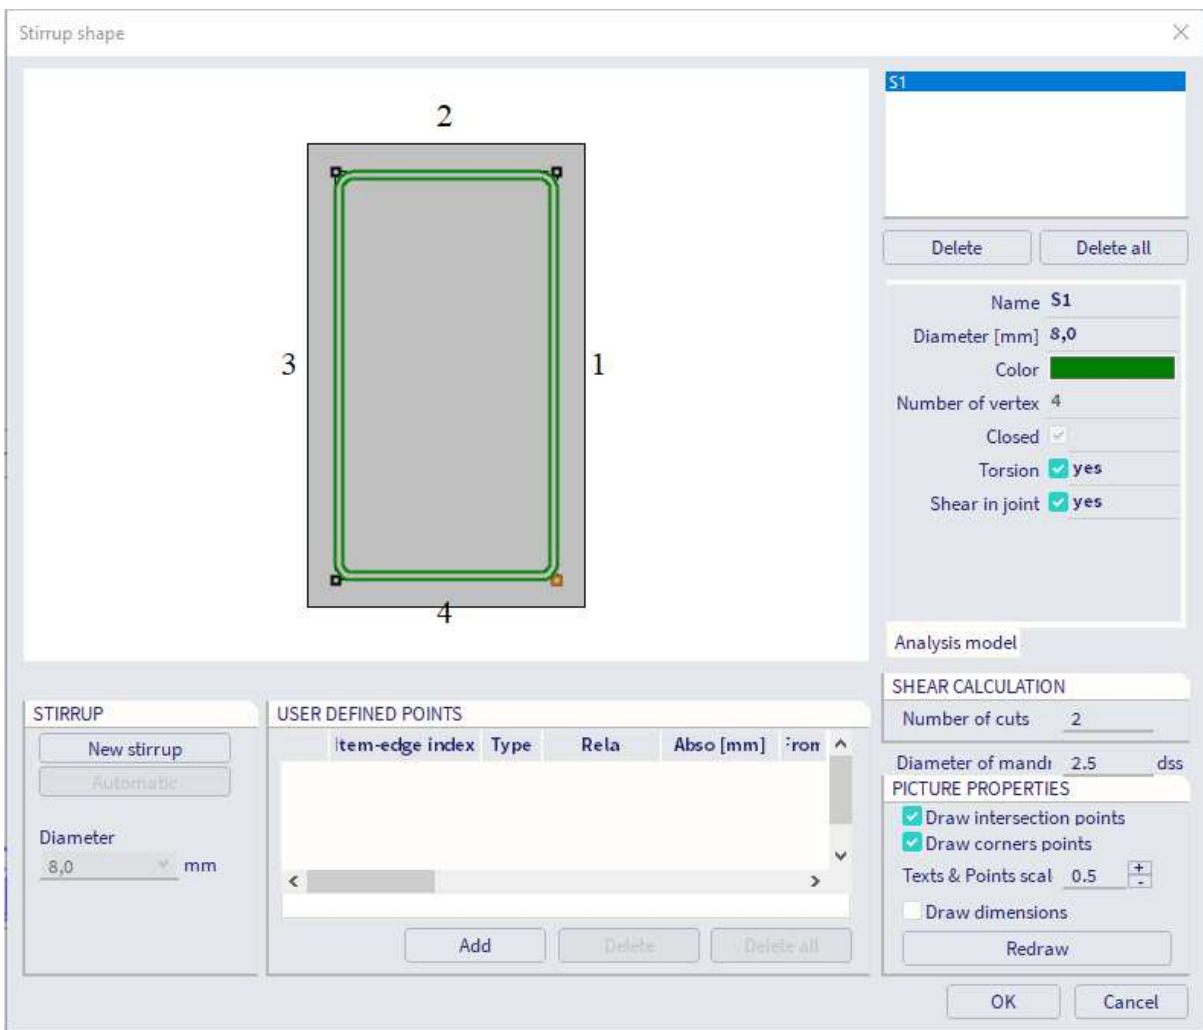 Stirrup shape
2
3
1
4
S1
Delete
Delete all
Name S1
Diameter [mm] 8,0
Color
Number of vertex 4
Closed
Torsion yes
Shear in joint yes
Analysis model
SHEAR CALCULATION
Number of cuts 2
Diameter of mandr 2.5 dss
PICTURE PROPERTIES
Draw intersection points
Draw corners points
Texts & Points scal 0.5 + -
Draw dimensions
Redraw
STIRRUP
New stirrup
Automatic
Diameter
8,0 mm
USER DEFINED POINTS
Item-edge index Type Rela Abso [mm] From
Add
Delete
Delete all
OK
Cancel